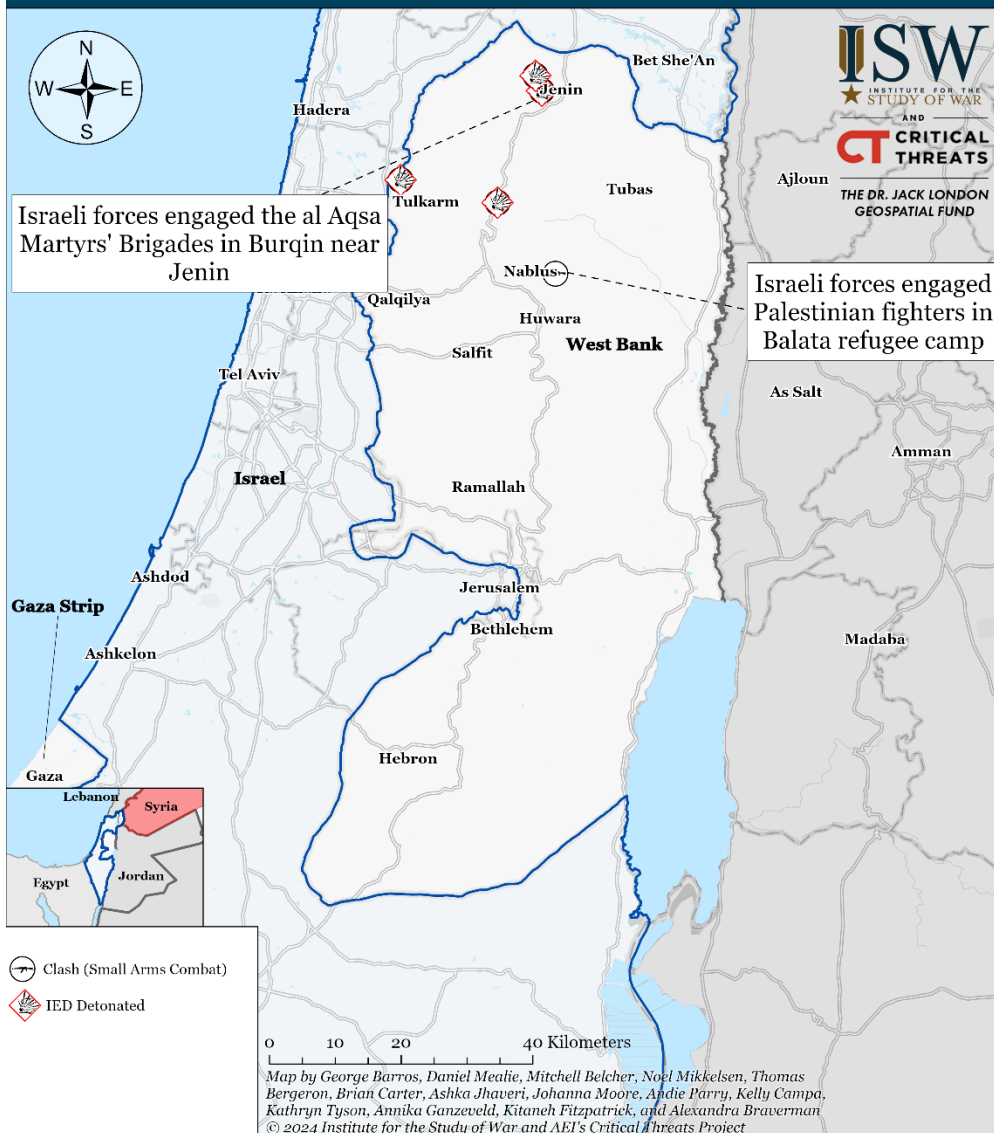 N
W
E
S
ISW
INSTITUTE FOR THE
STUDY OF WAR
AND
CT CRITICAL
THREATS
THE DR. JACK LONDON
GEOSPATIAL FUND
Bet She'An
Jenin
Hadera
Ajloun
Tubas
Tulkarm
Israeli forces engaged the al Aqsa
Martyrs' Brigades in Burqin near
Jenin
Nablus
Israeli forces engaged
Palestinian fighters in
Balata refugee camp
Qalqilya
Huwara
West Bank
Salfit
Tel Aviv
As Salt
Amman
Israel
Ramallah
Ashdod
Jerusalem
Gaza Strip
Bethlehem
Madaba
Ashkelon
Hebron
Gaza
Lebanon
Syria
Egypt
Jordan
Clash (Small Arms Combat)
IED Detonated
0 10 20 40 Kilometers
Map by George Barros, Daniel Mealie, Mitchell Belcher, Noel Mikkelsen, Thomas
Bergeron, Brian Carter, Ashka Jhaveri, Johanna Moore, Andie Parry, Kelly Campa,
Kathryn Tyson, Annika Ganzeveld, Kitaneh Fitzpatrick, and Alexandra Braverman
© 2024 Institute for the Study of War and AEI's Critical Threats Project